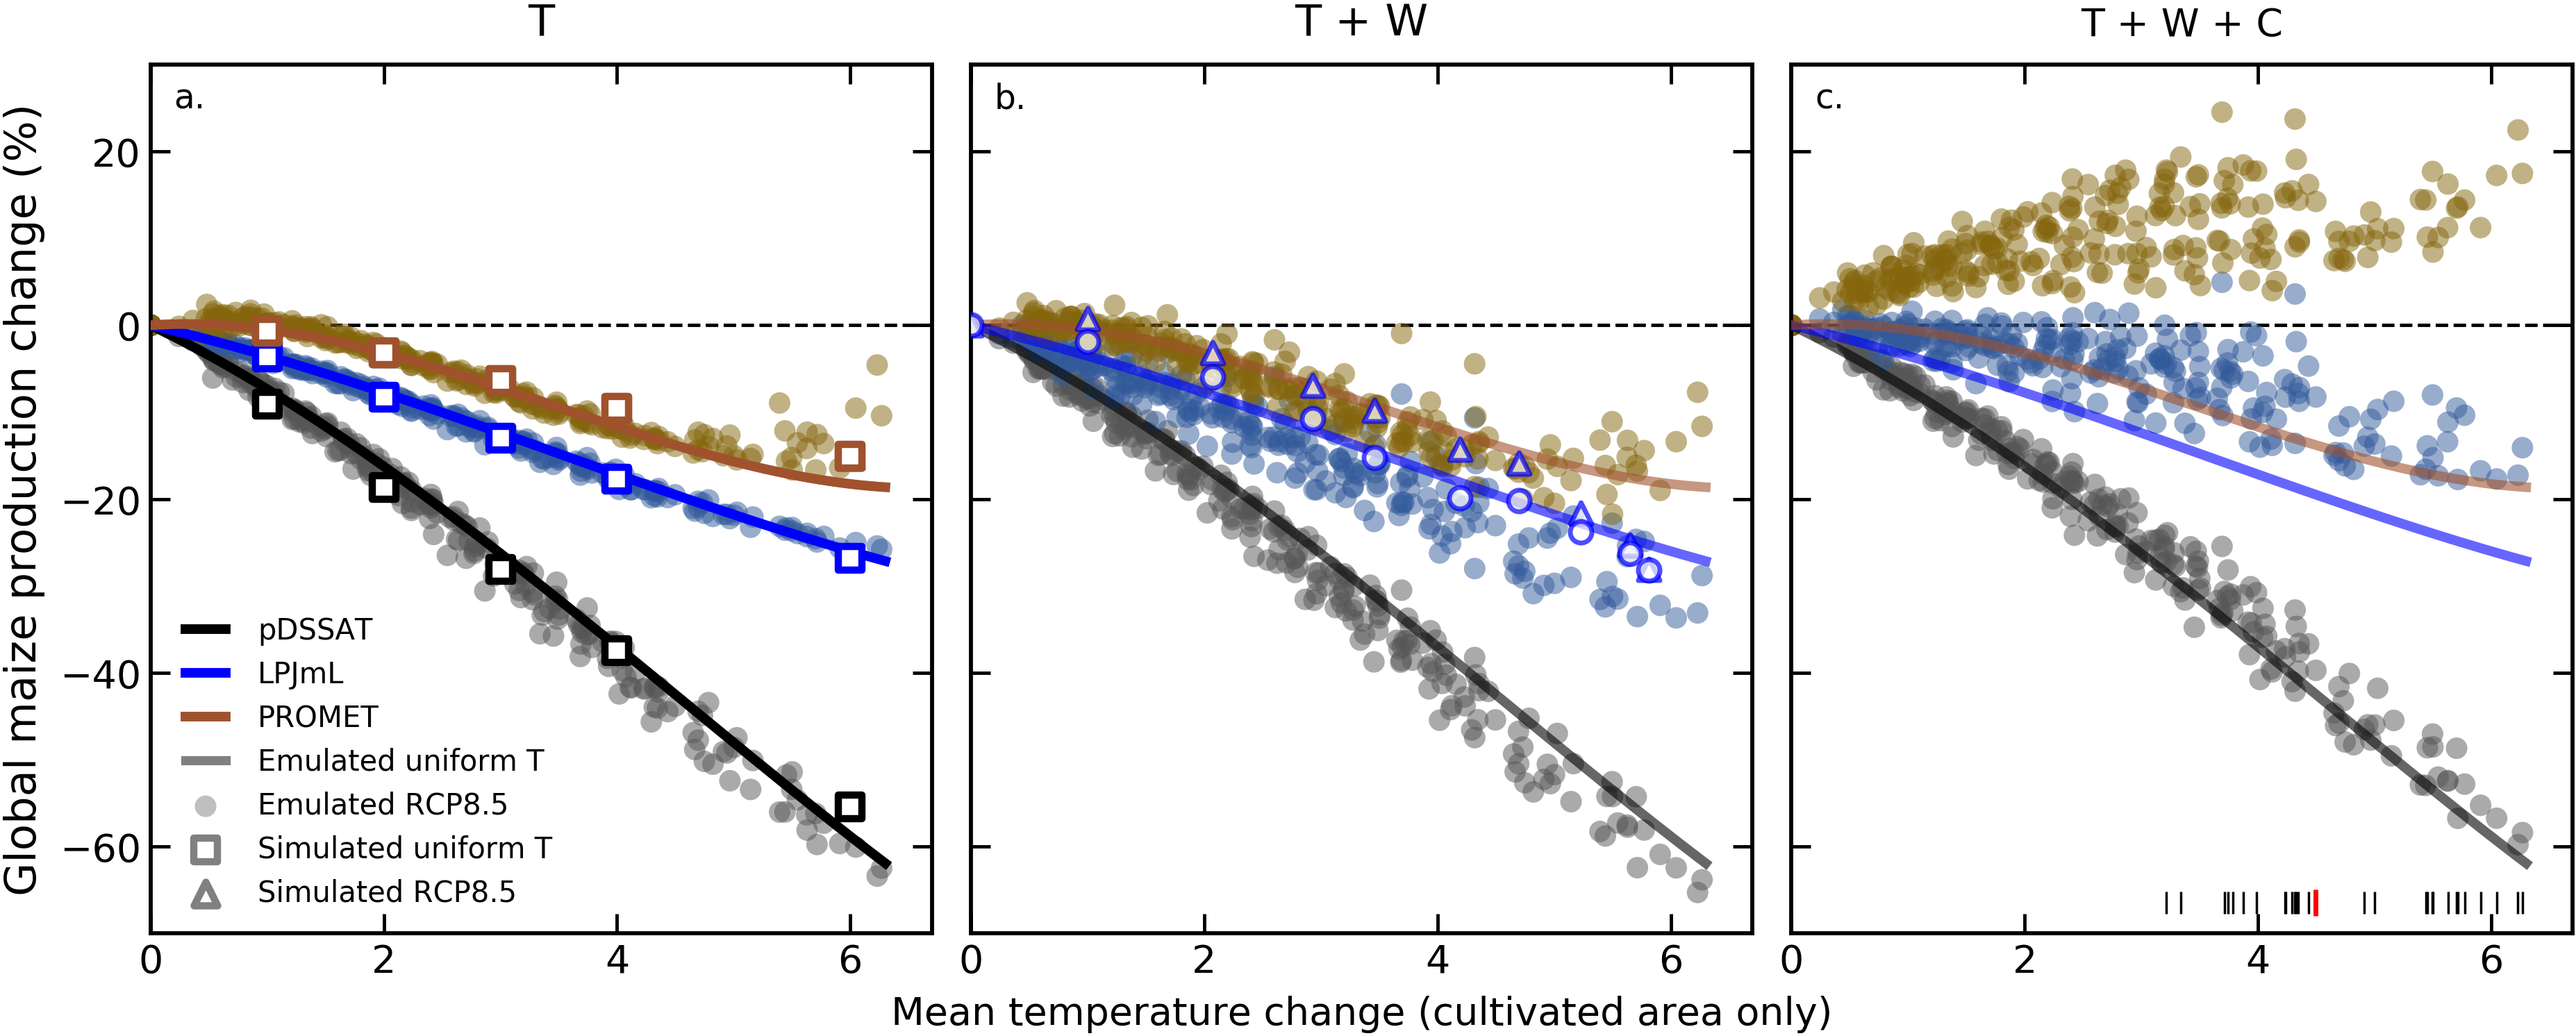 T
T + W
T + W + C
Global maize production change (%)
a.
b.
c.
20
0
−20
−40
−60
pDSSAT
LPJmL
PROMET
Emulated uniform T
Emulated RCP8.5
Simulated uniform T
Simulated RCP8.5
0 2 4 6
0 2 4 6
0 2 4 6
Mean temperature change (cultivated area only)